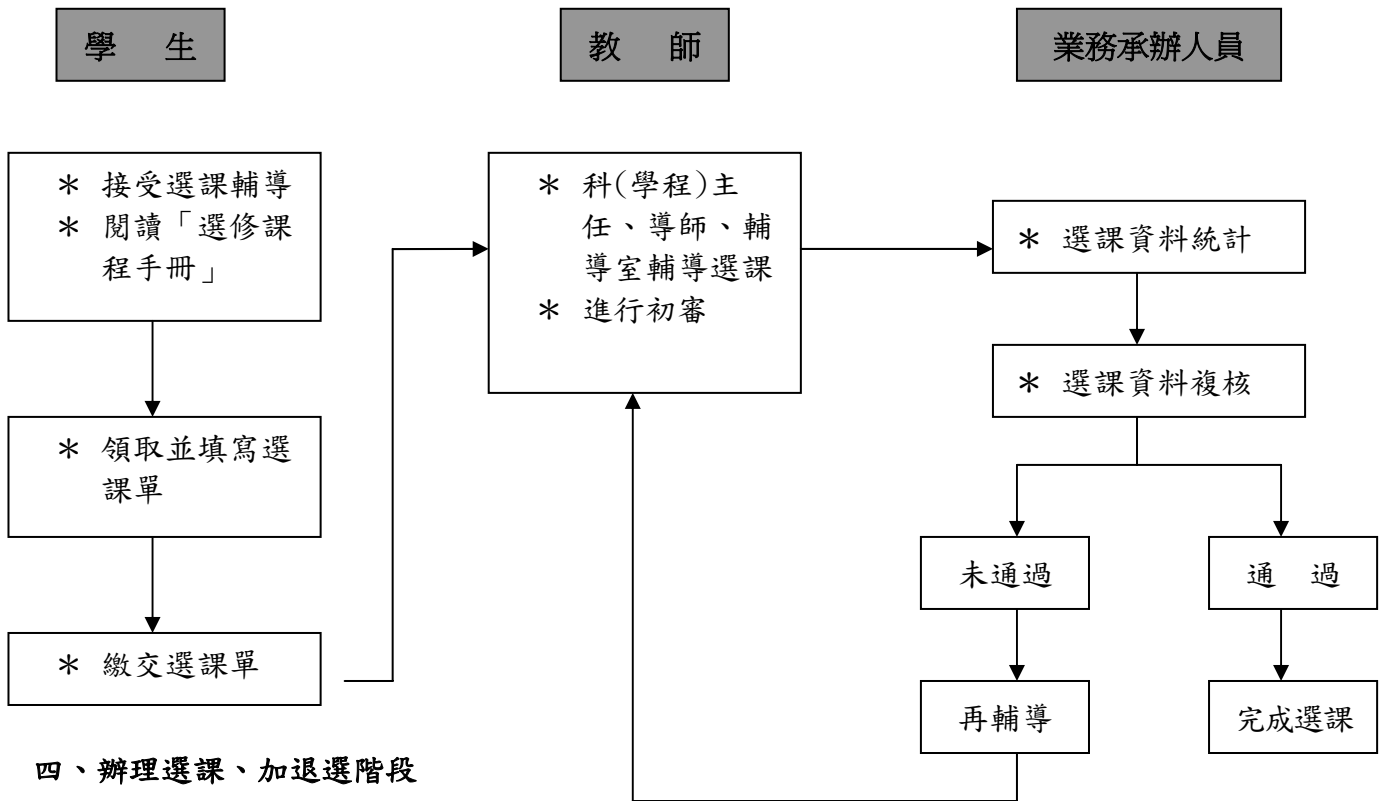 學 生
教 師
業務承辦人員
＊ 接受選課輔導
＊ 閱讀「選修課
程手冊」
＊ 領取並填寫選
課單
＊ 繳交選課單
＊ 科(學程)主
任、導師、輔
導室輔導選課
＊ 進行初審
＊ 選課資料統計
＊ 選課資料複核
未通過
通 過
再輔導
完成選課
四、辦理選課、加退選階段